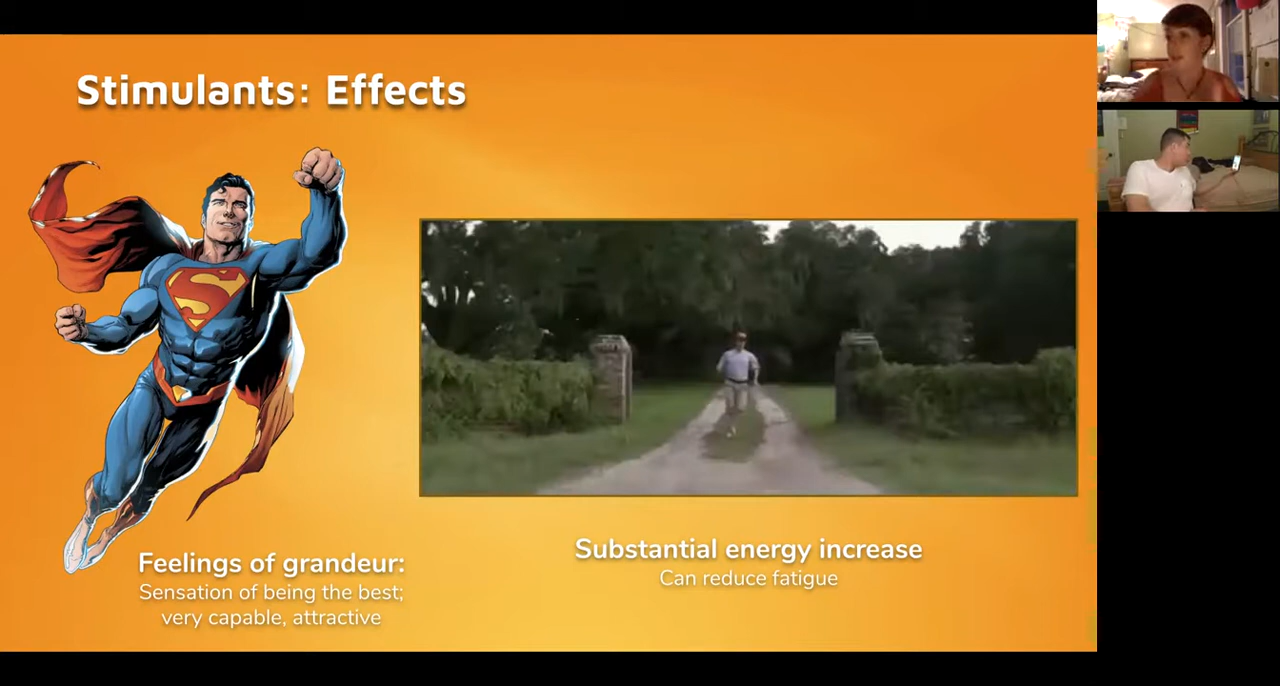 Stimulants: Effects
Feelings of grandeur:
Sensation of being the best;
very capable, attractive
Substantial energy increase
Can reduce fatigue